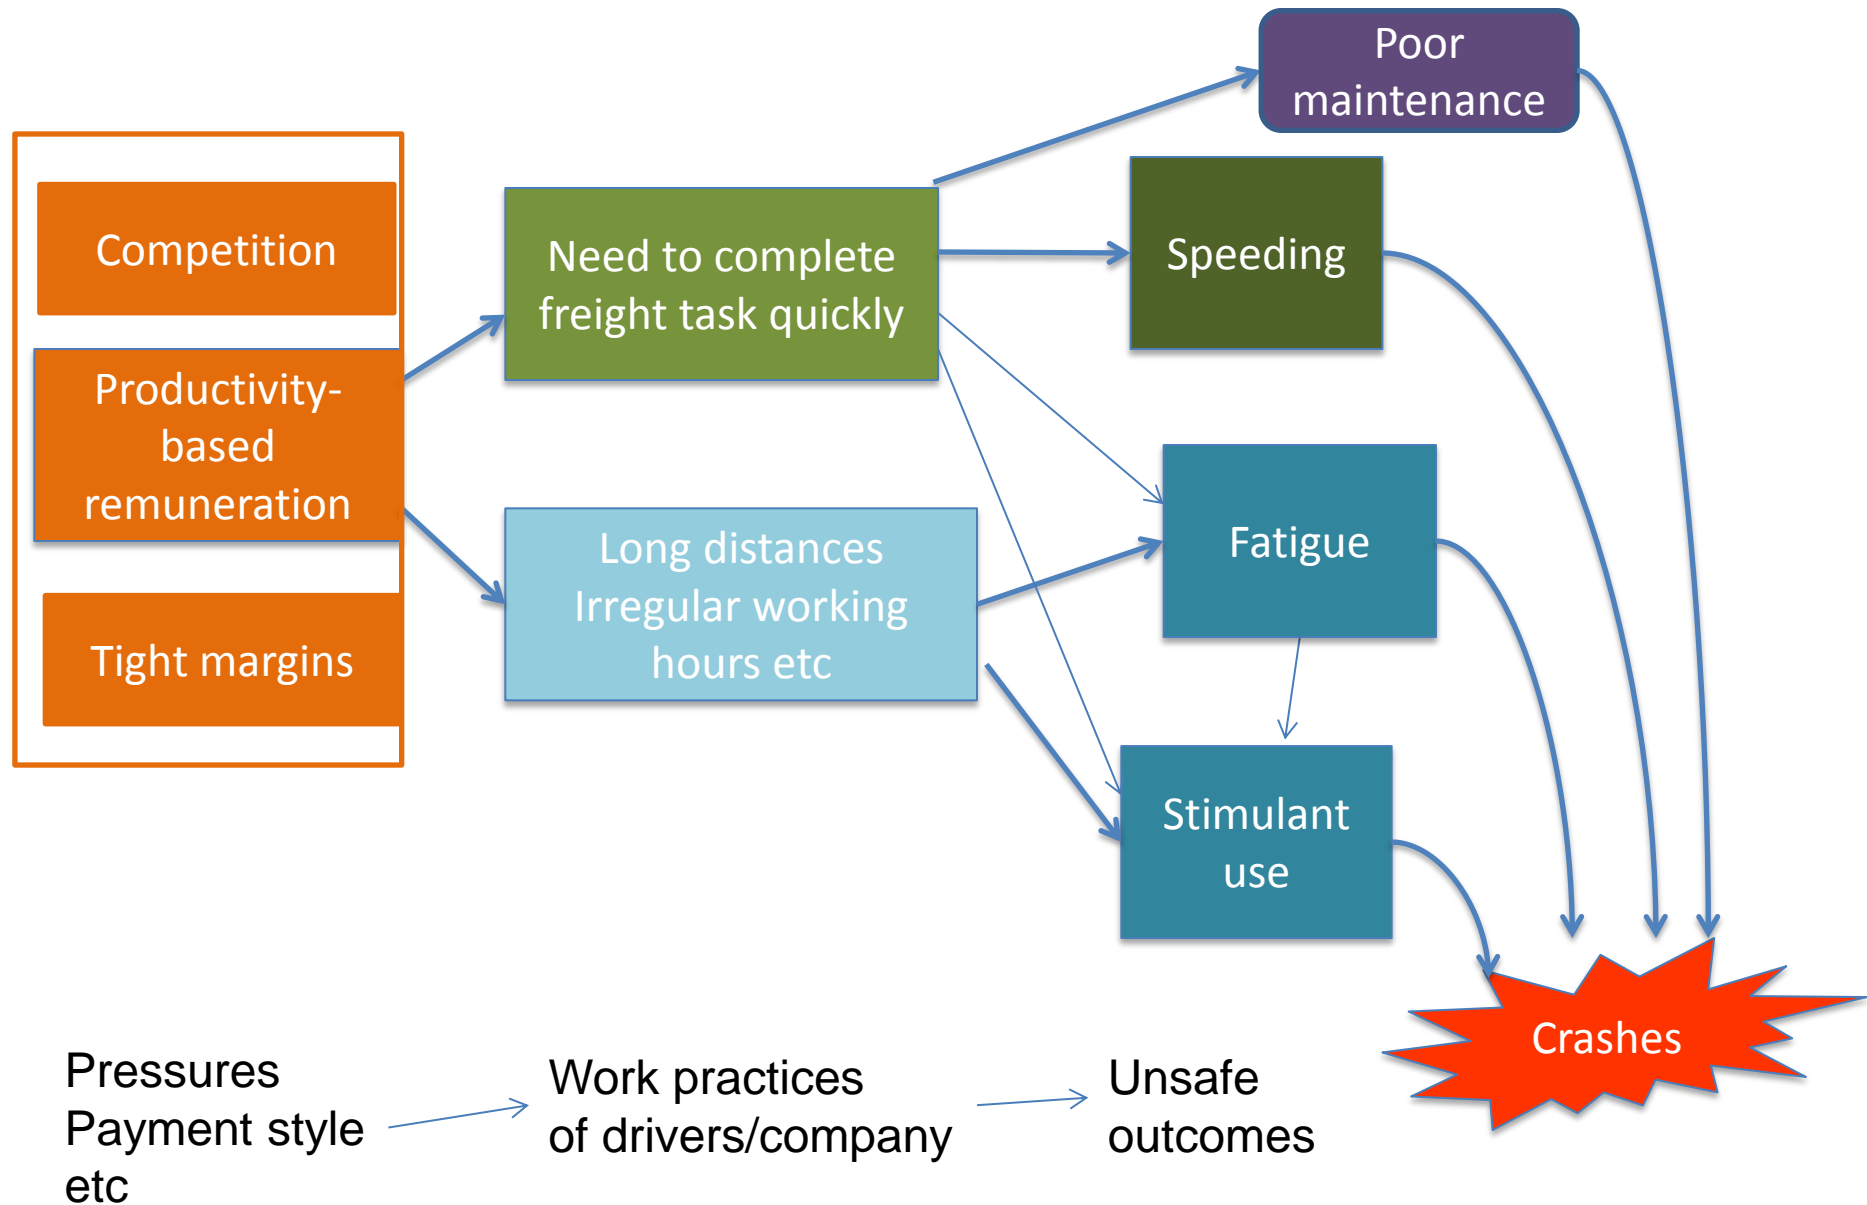 Poor
maintenance
Competition
Need to complete
freight task quickly
Speeding
Productivity-
based
remuneration
Long distances
Irregular working
hours etc
Fatigue
Tight margins
Stimulant
use
Crashes
Pressures
Payment style
etc
Work practices
of drivers/company
Unsafe
outcomes